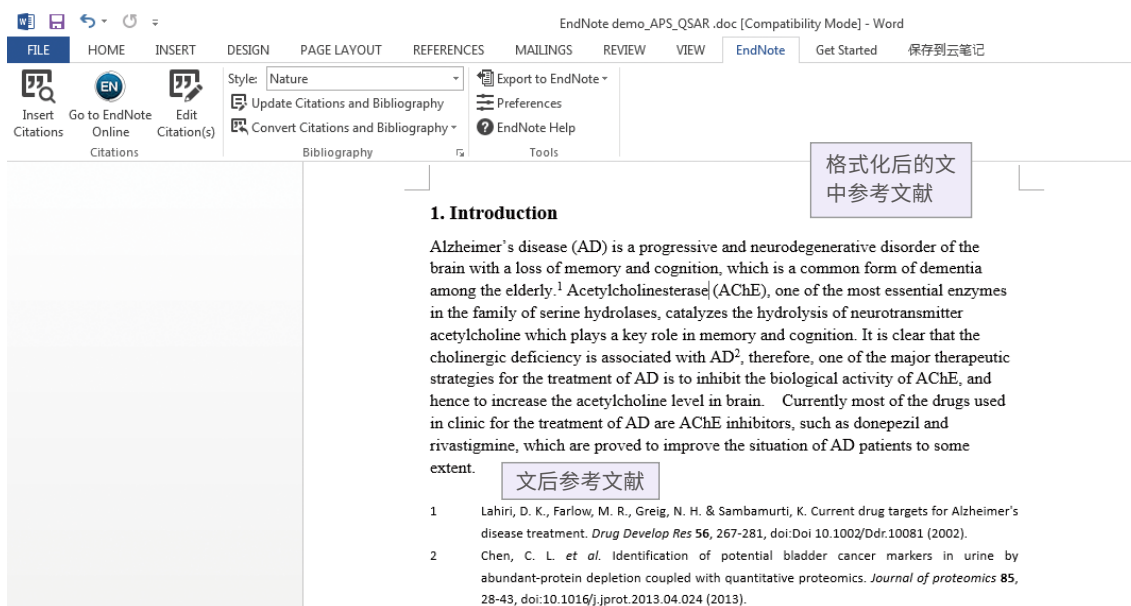 EndNote demo_APS_QSAR .doc [Compatibility Mode] - Word
FILE HOME INSERT DESIGN PAGE LAYOUT REFERENCES MAILINGS REVIEW VIEW EndNote Get Started 保存到云笔记
Style: Nature
Export to EndNote
EN
Insert Citations
Go to EndNote Online
Edit Citation(s)
Update Citations and Bibliography
Preferences
Convert Citations and Bibliography
EndNote Help
Citations
Bibliography
Tools
格式化后的文
中参考文献
1. Introduction
Alzheimer's disease (AD) is a progressive and neurodegenerative disorder of the
brain with a loss of memory and cognition, which is a common form of dementia
among the elderly.1 Acetylcholinesterase (AChE), one of the most essential enzymes
in the family of serine hydrolases, catalyzes the hydrolysis of neurotransmitter
acetylcholine which plays a key role in memory and cognition. It is clear that the
cholinergic deficiency is associated with AD2, therefore, one of the major therapeutic
strategies for the treatment of AD is to inhibit the biological activity of AChE, and
hence to increase the acetylcholine level in brain. Currently most of the drugs used
in clinic for the treatment of AD are AChE inhibitors, such as donepezil and
rivastigmine, which are proved to improve the situation of AD patients to some
extent.
文后参考文献
1 Lahiri, D. K., Farlow, M. R., Greig, N. H. & Sambamurti, K. Current drug targets for Alzheimer's
disease treatment. Drug Develop Res 56, 267-281, doi:Doi 10.1002/Ddr.10081 (2002).
2 Chen, C. L. et al. Identification of potential bladder cancer markers in urine by
abundant-protein depletion coupled with quantitative proteomics. Journal of proteomics 85,
28-43, doi:10.1016/j.jprot.2013.04.024 (2013).